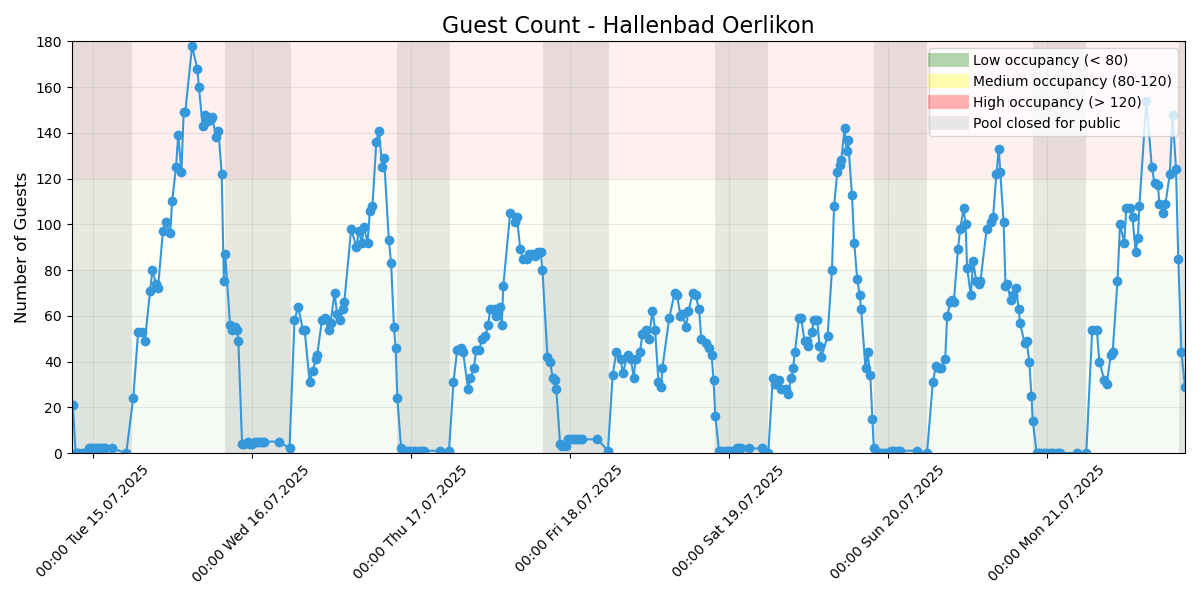 Guest Count - Hallenbad Oerlikon
Number of Guests
180
160
140
120
100
80
60
40
20
0
Low occupancy (< 80)
Medium occupancy (80-120)
High occupancy (> 120)
Pool closed for public
00:00 Tue 15.07.2025
00:00 Wed 16.07.2025
00:00 Thu 17.07.2025
00:00 Fri 18.07.2025
00:00 Sat 19.07.2025
00:00 Sun 20.07.2025
00:00 Mon 21.07.2025